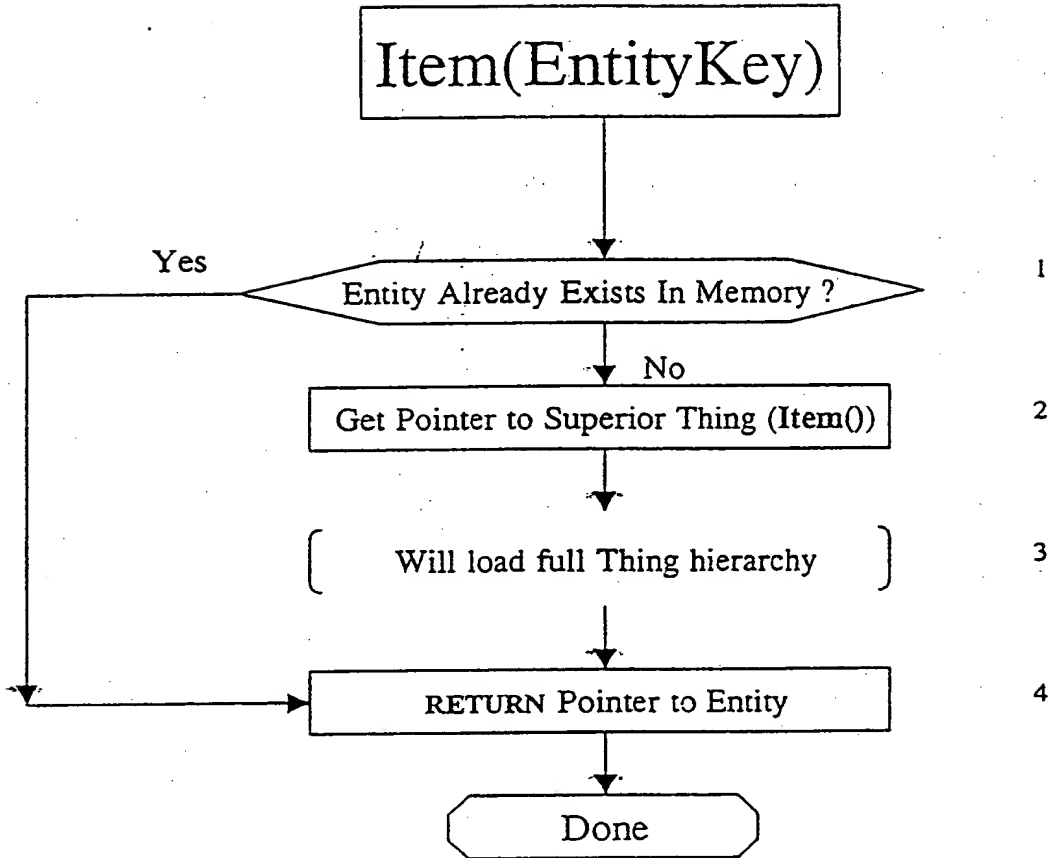 Item(EntityKey)
Yes
Entity Already Exists In Memory ?
1
No
Get Pointer to Superior Thing (Item())
2
Will load full Thing hierarchy
3
RETURN Pointer to Entity
4
Done